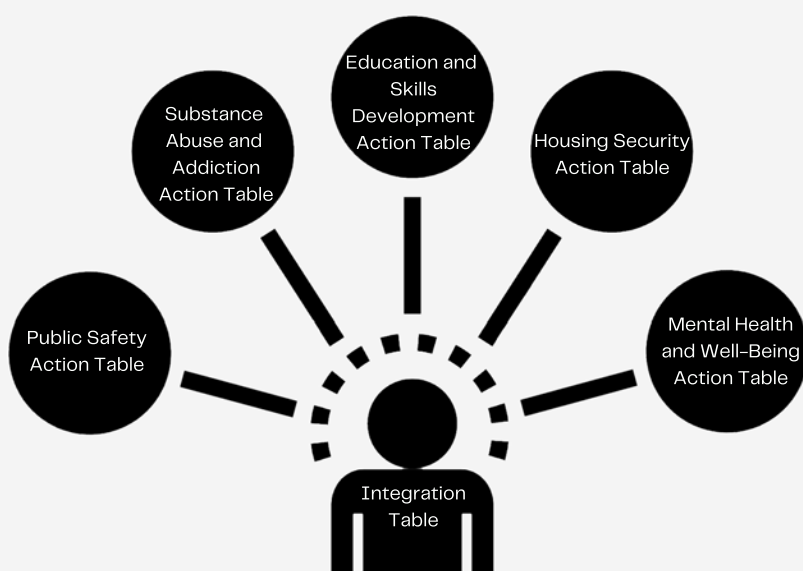 Education and
Skills
Development
Action Table
Substance
Abuse and
Addiction
Action Table
Housing Security
Action Table
Public Safety
Action Table
Mental Health
and Well-Being
Action Table
Integration
Table